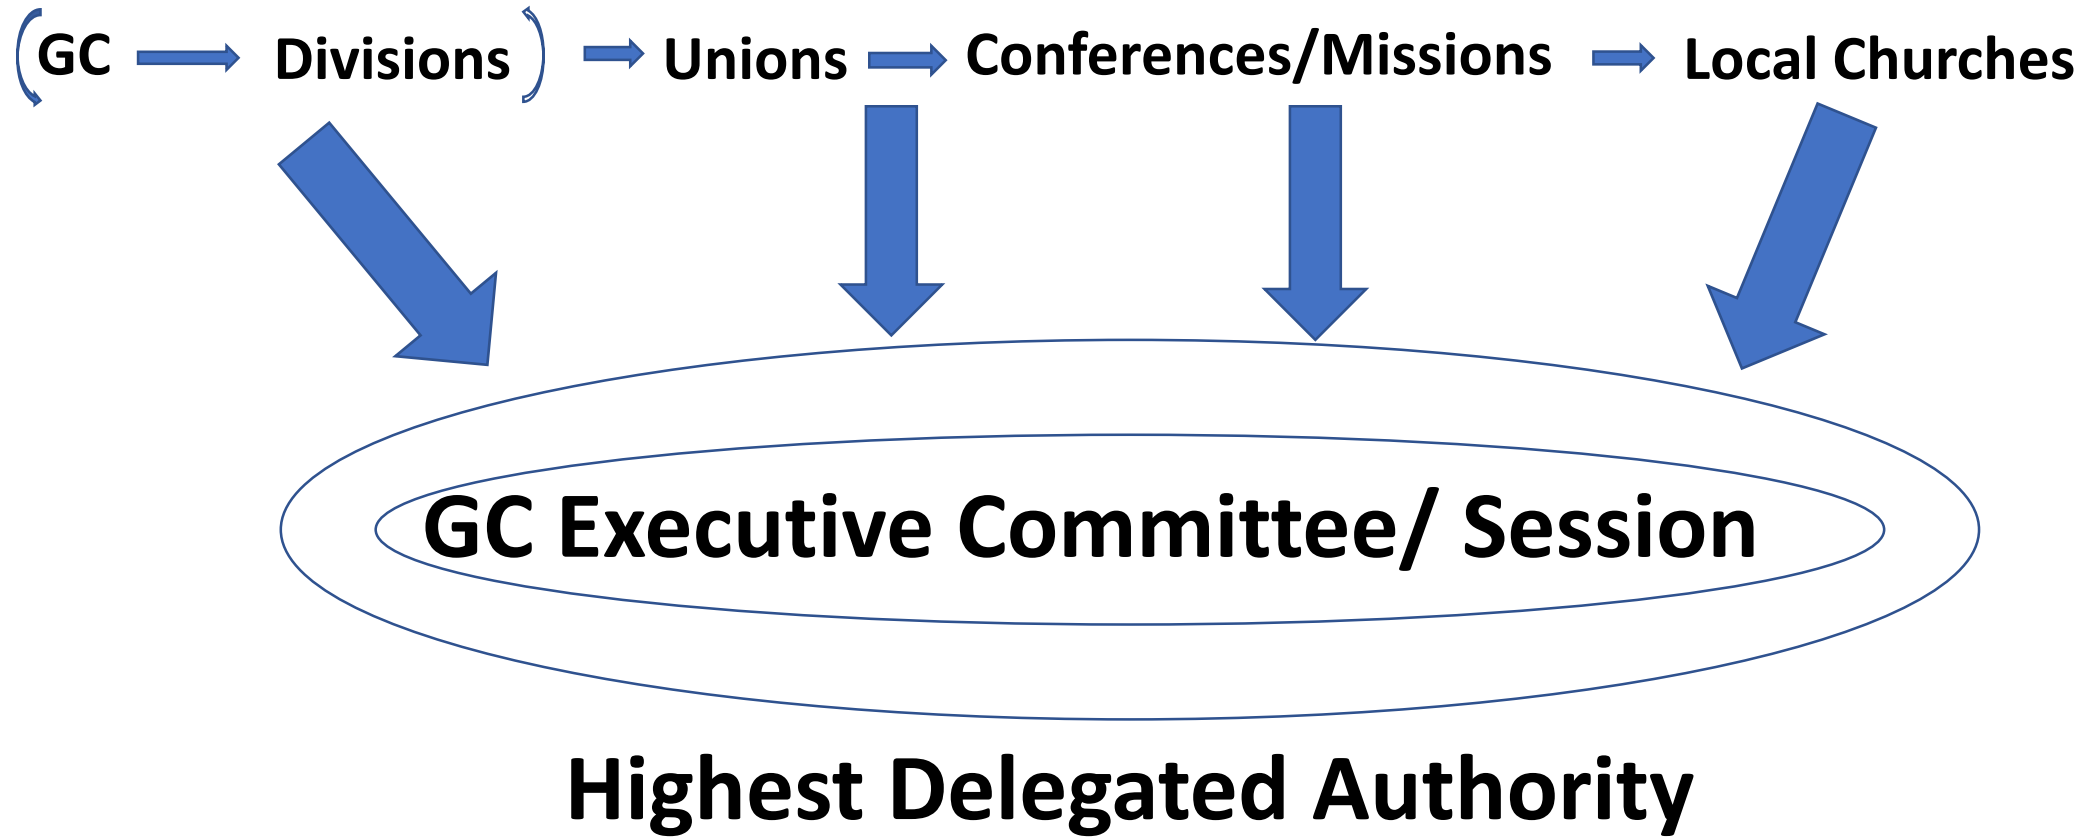 GC Divisions Unions Conferences/Missions Local Churches
GC Executive Committee/ Session
Highest Delegated Authority